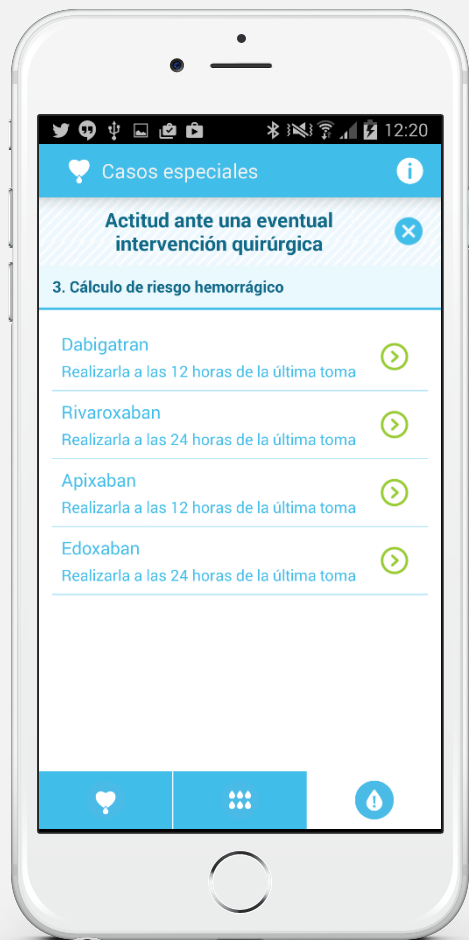 12:20
Casos especiales
Actitud ante una eventual
intervención quirúrgica
3. Cálculo de riesgo hemorrágico
Dabigatran
Realizarla a las 12 horas de la última toma
Rivaroxaban
Realizarla a las 24 horas de la última toma
Apixaban
Realizarla a las 12 horas de la última toma
Edoxaban
Realizarla a las 24 horas de la última toma